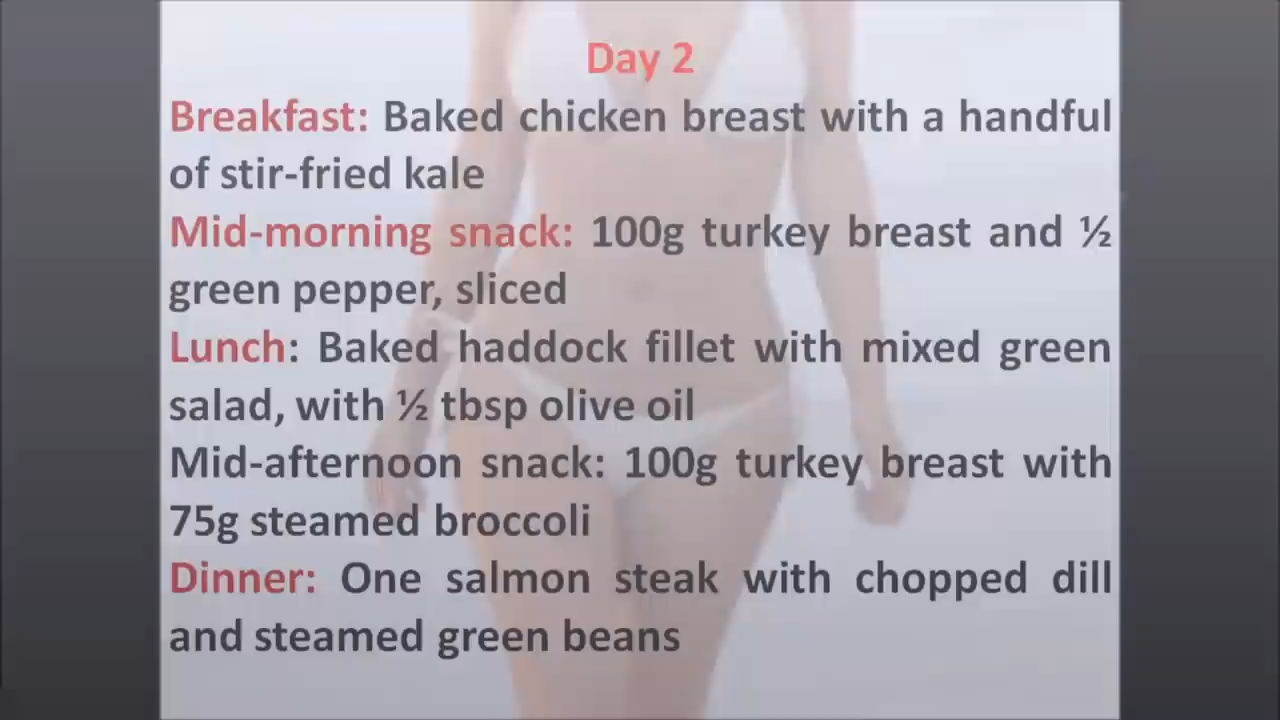 Day 2
Breakfast: Baked chicken breast with a handful
of stir-fried kale
Mid-morning snack: 100g turkey breast and ½
green pepper, sliced
Lunch: Baked haddock fillet with mixed green
salad, with ½ tbsp olive oil
Mid-afternoon snack: 100g turkey breast with
75g steamed broccoli
Dinner: One salmon steak with chopped dill
and steamed green beans